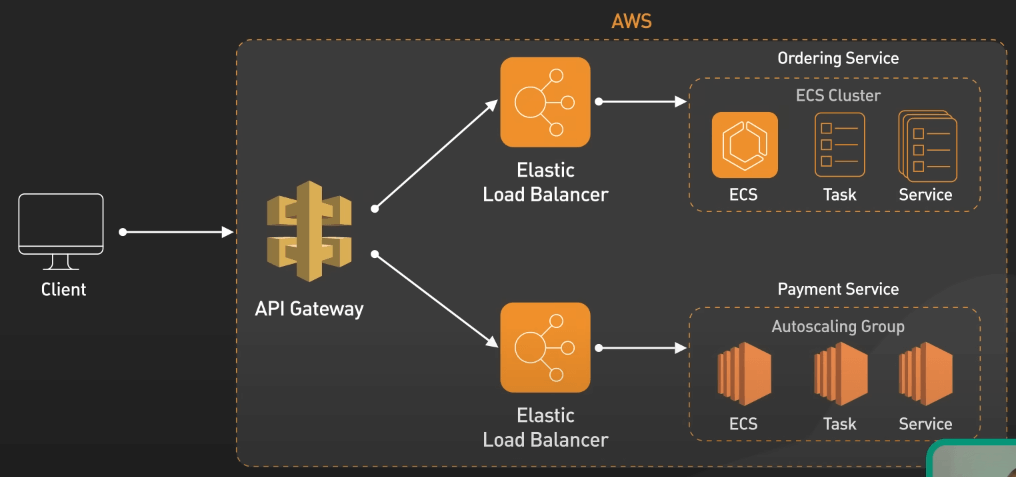 AWS
Ordering Service
ECS Cluster
ECS
Task
Service
Elastic
Load Balancer
Client
API Gateway
Payment Service
Autoscaling Group
ECS
Task
Service
Elastic
Load Balancer